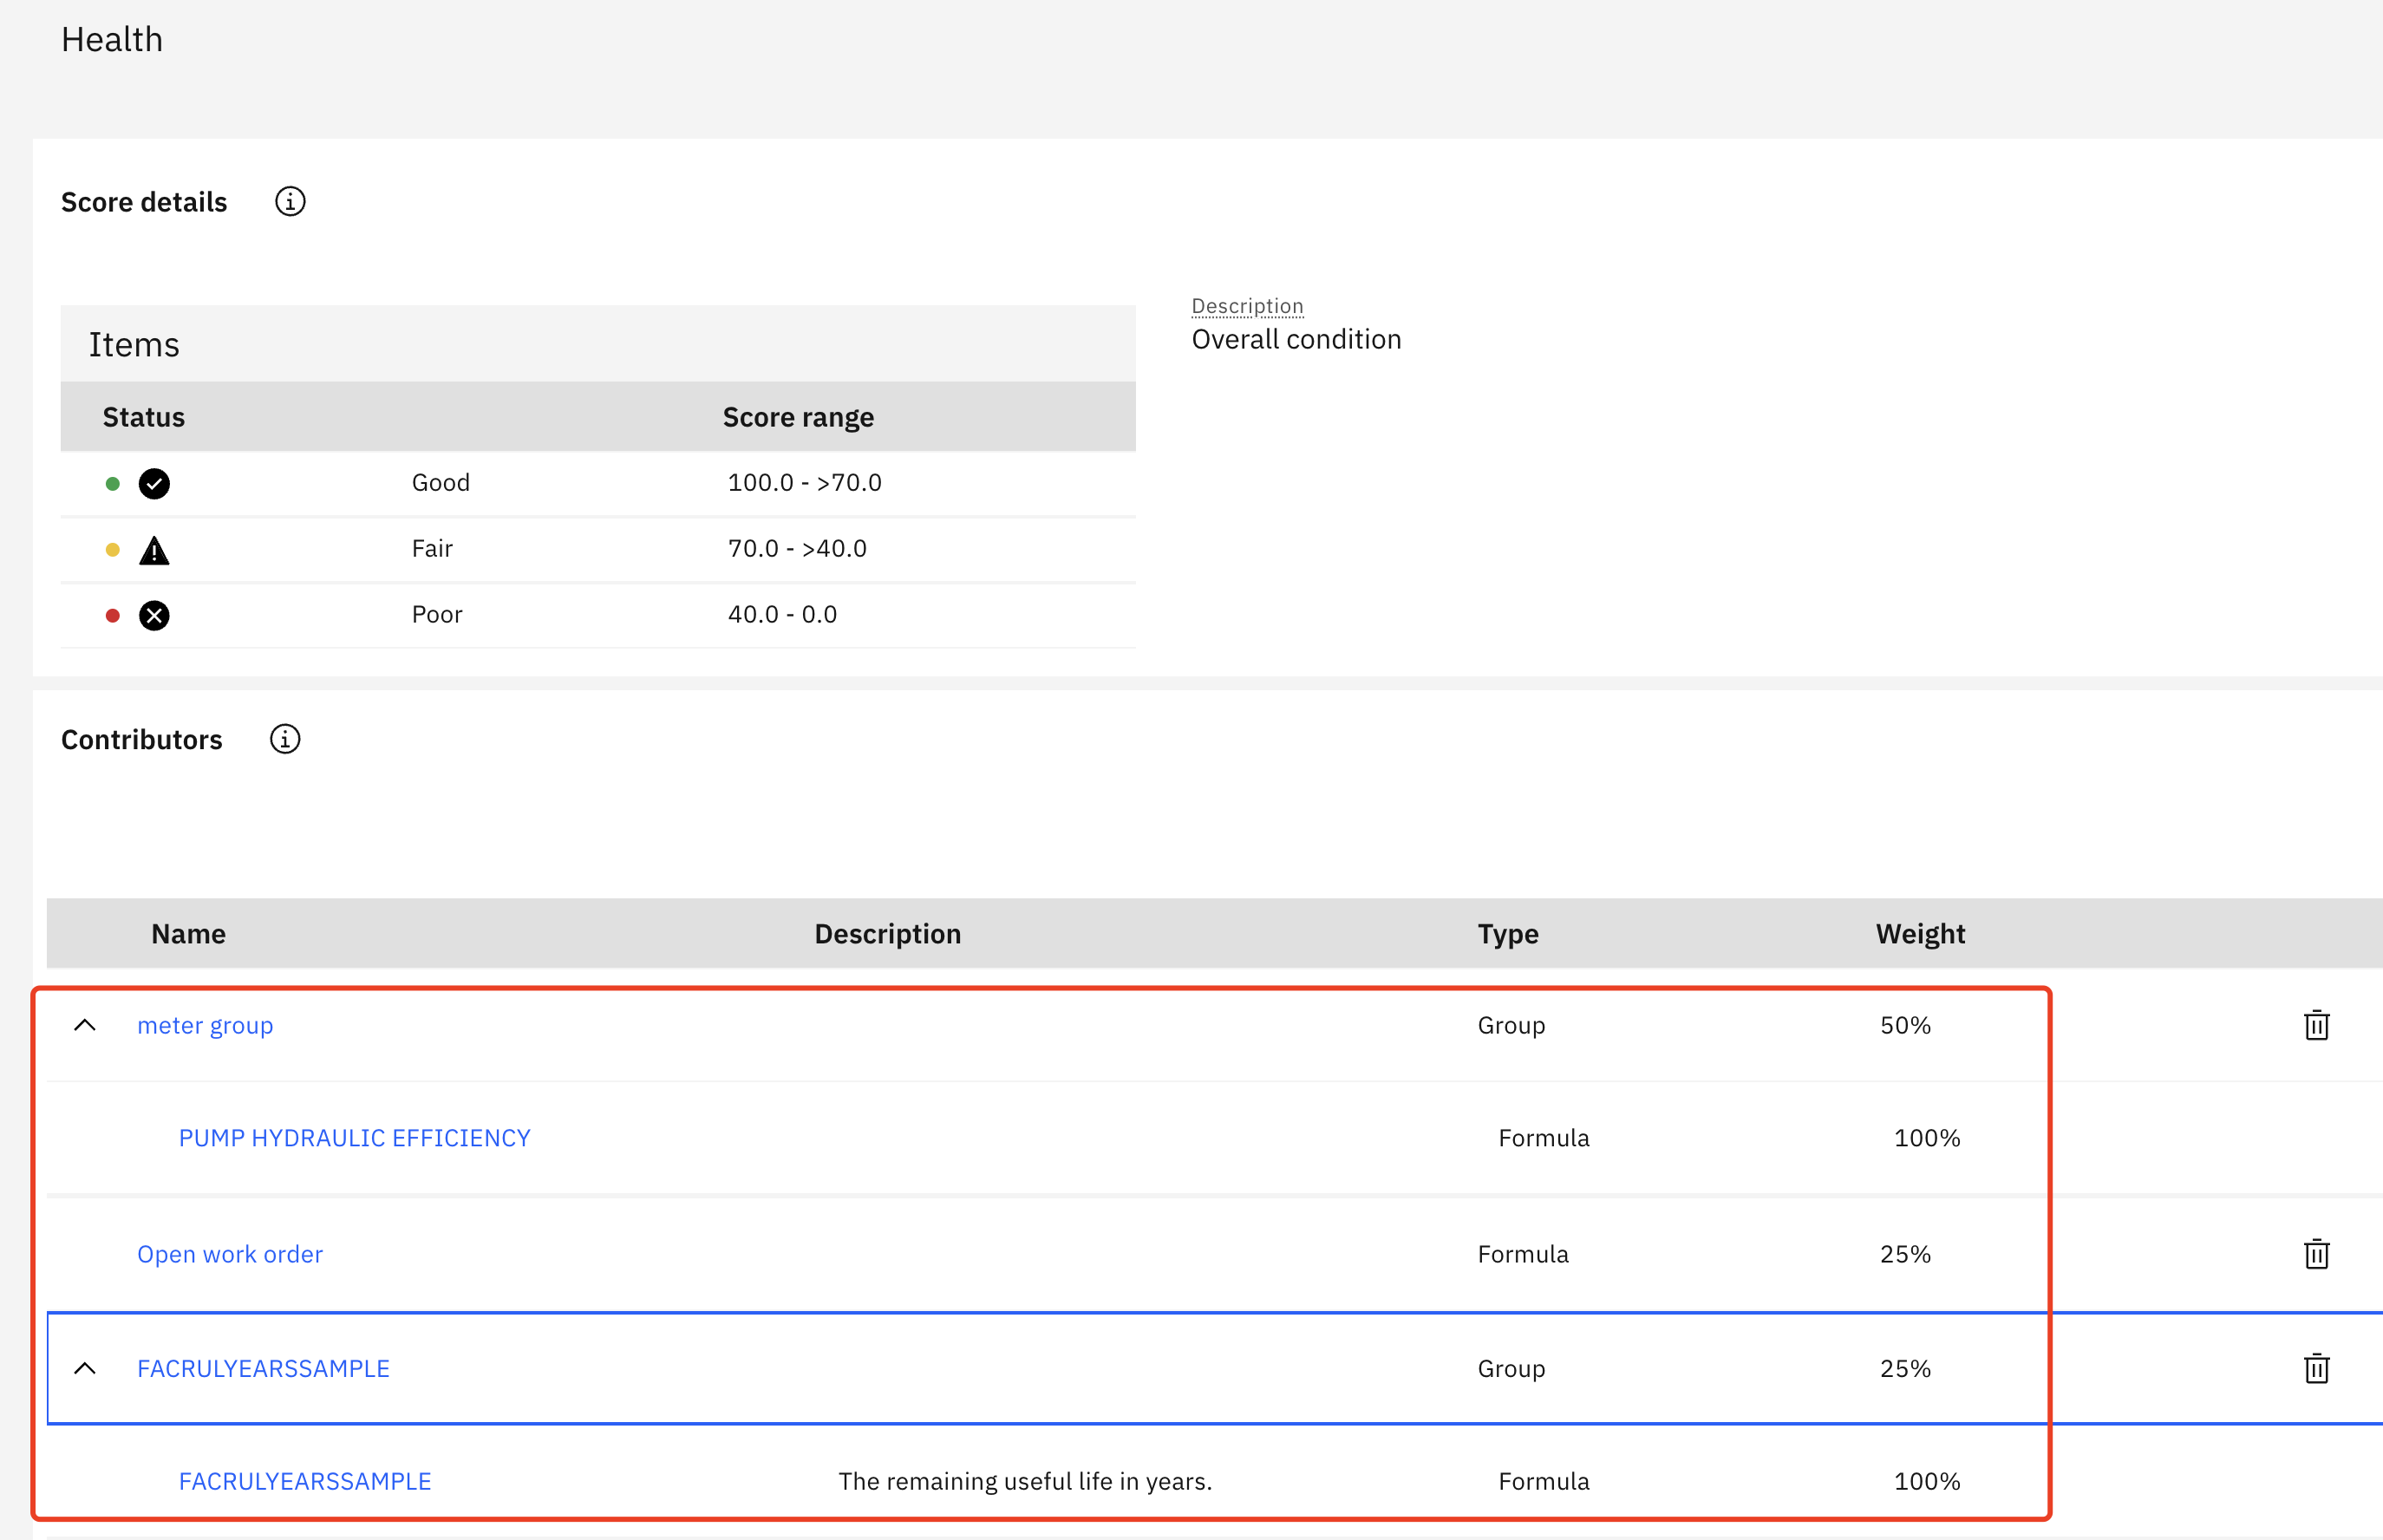 Health
Score details
Items
Description
Overall condition
Status Score range
Good 100.0 - >70.0
Fair 70.0 - >40.0
Poor 40.0 - 0.0
Contributors
Name Description Type Weight
meter group Group 50%
PUMP HYDRAULIC EFFICIENCY Formula 100%
Open work order Formula 25%
FACRULYEARSSAMPLE Group 25%
FACRULYEARSSAMPLE The remaining useful life in years. Formula 100%